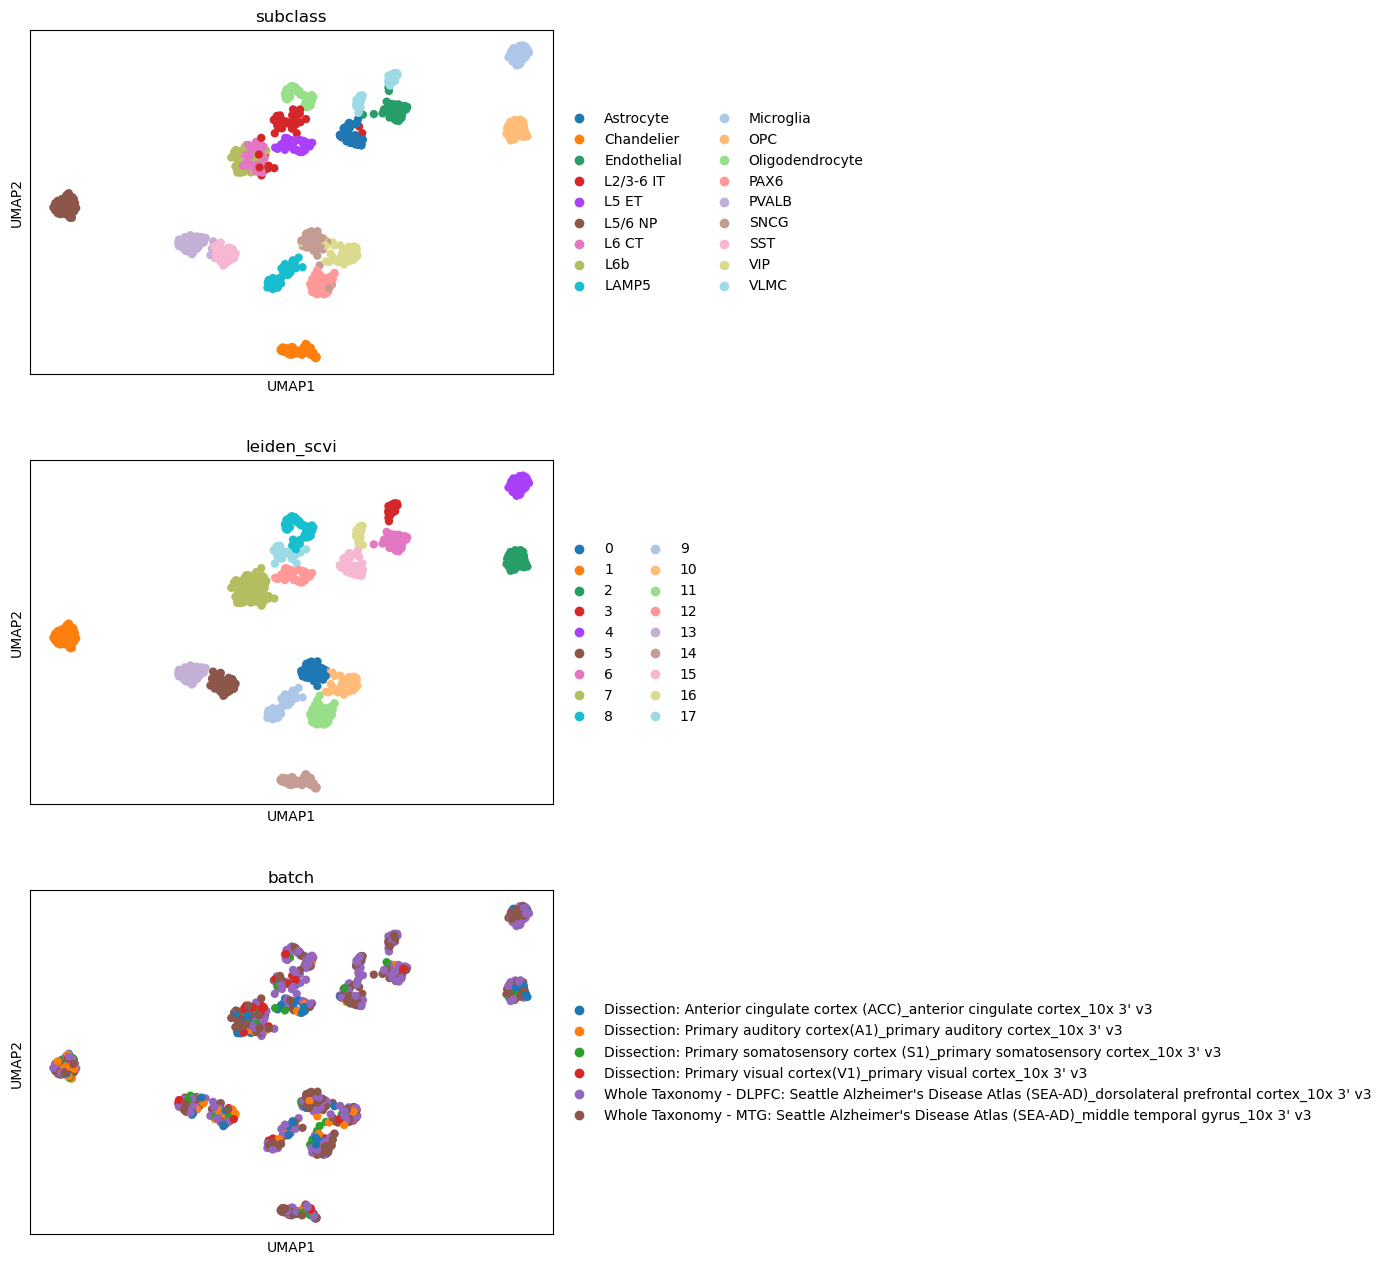 subclass
UMAP2
UMAP1
Astrocyte
Chandelier
Endothelial
L2/3-6 IT
L5 ET
L5/6 NP
L6 CT
L6b
LAMP5
Microglia
OPC
Oligodendrocyte
PAX6
PVALB
SNCG
SST
VIP
VLMC
leiden_scvi
UMAP2
UMAP1
0
1
2
3
4
5
6
7
8
9
10
11
12
13
14
15
16
17
batch
UMAP2
UMAP1
Dissection: Anterior cingulate cortex (ACC)_anterior cingulate cortex_10x 3' v3
Dissection: Primary auditory cortex(A1)_primary auditory cortex_10x 3' v3
Dissection: Primary somatosensory cortex (S1)_primary somatosensory cortex_10x 3' v3
Dissection: Primary visual cortex(V1)_primary visual cortex_10x 3' v3
Whole Taxonomy - DLPFC: Seattle Alzheimer's Disease Atlas (SEA-AD)_dorsolateral prefrontal cortex_10x 3' v3
Whole Taxonomy - MTG: Seattle Alzheimer's Disease Atlas (SEA-AD)_middle temporal gyrus_10x 3' v3